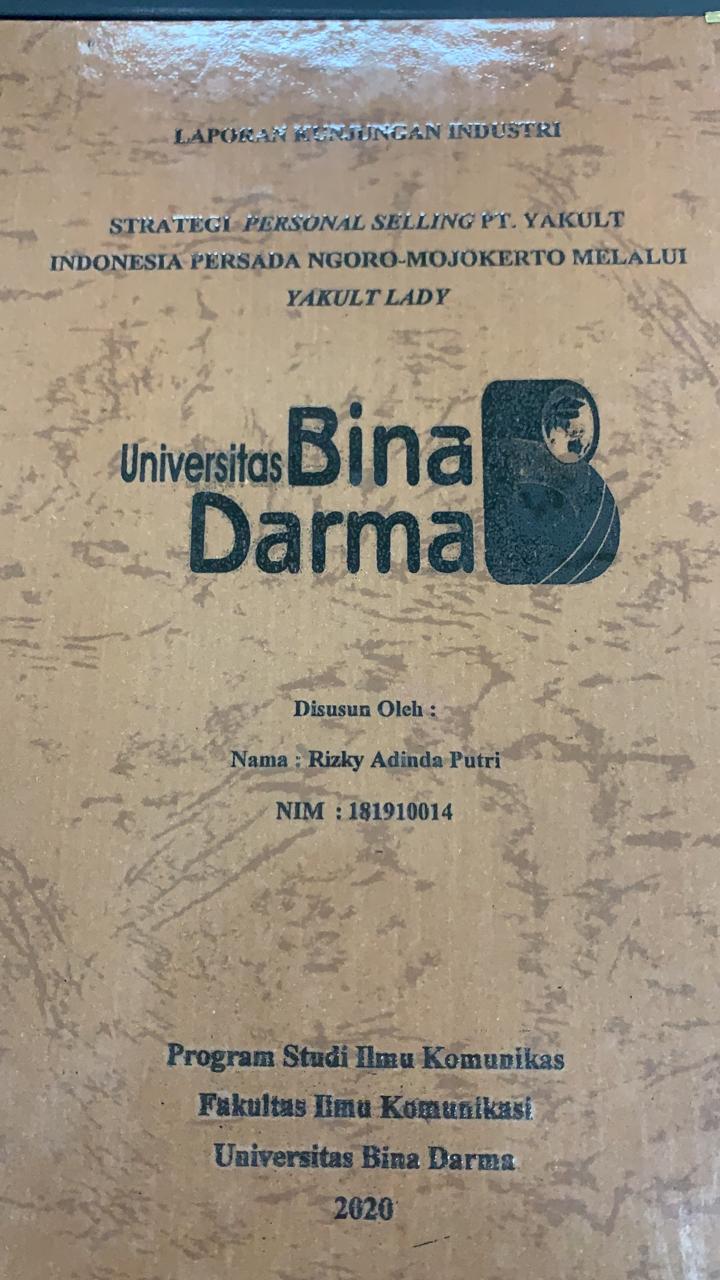 LAPORAN KUNJUNGAN INDUSTRI
STRATEGI PERSONAL SELLING PT. YAKULT
INDONESIA PERSADA NGORO-MOJOKERTO MELALUI
YAKULT LADY
Universitas Bina
Darma
Disusun Oleh :
Nama : Rizky Adinda Putri
NIM : 181910014
Program Studi Ilmu Komunikas
Fakultas Ilmu Komunikasi
Universitas Bina Darma
2020